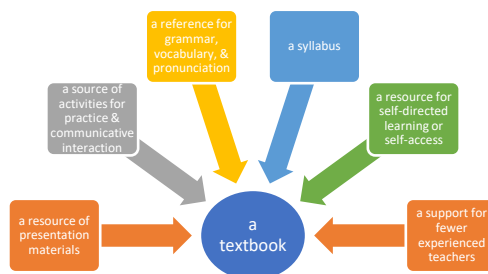 a reference for
grammar,
vocabulary, &
pronunciation
a syllabus
a source of
activities for
practice &
communicative
interaction
a resource for
self-directed
learning or
self-access
a resource of
presentation
materials
a
textbook
a support for
fewer
experienced
teachers